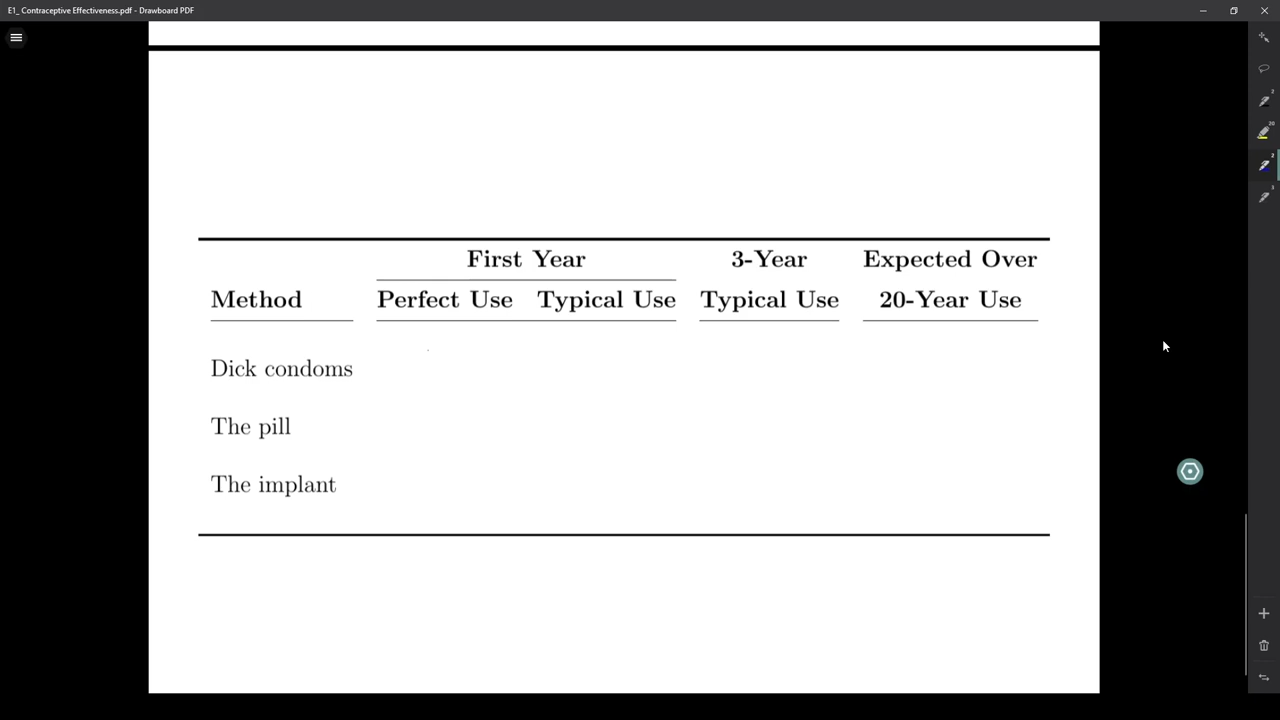 E1_ Contraceptive Effectiveness.pdf - Drawboard PDF
First Year 3-Year Expected Over
Method Perfect Use Typical Use Typical Use 20-Year Use
Dick condoms
The pill
The implant